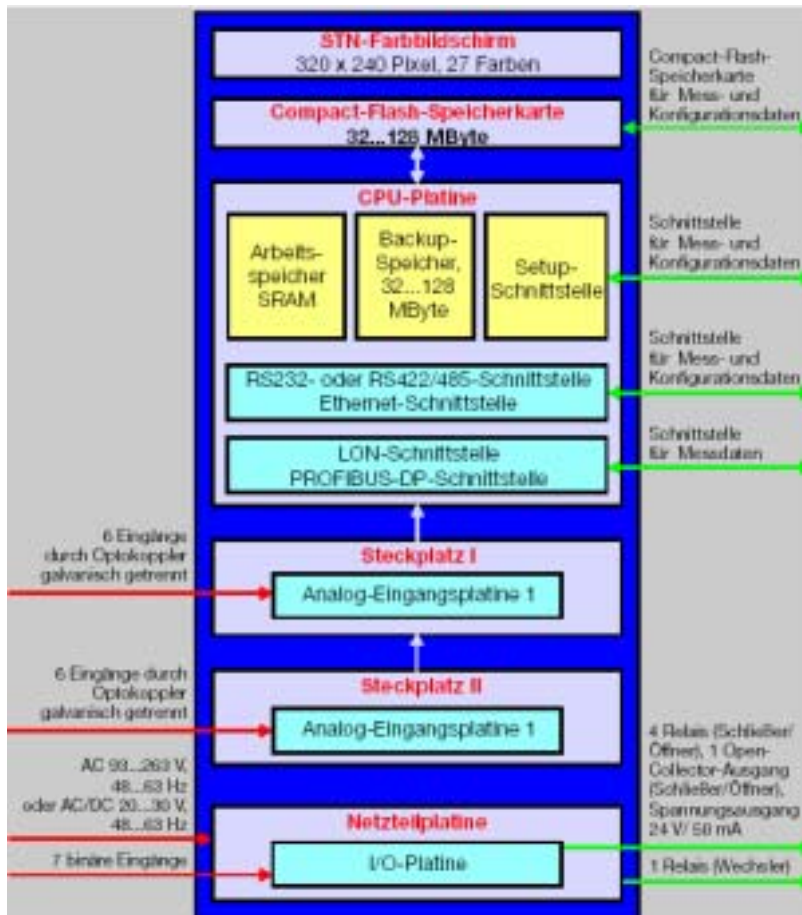 STN-Farbbildschirm
320 x 240 Pixel, 27 Farben
Compact-Flash-Speicherkarte
32...128 MByte
Compact-Flash-
Speicherkarte
für Mess- und
Konfigurationsdaten
CPU-Platine
Arbeits-
speicher
SRAM
Backup-
Speicher,
32...128
MByte
Setup-
Schnittstelle
Schnittstelle
für Mess- und
Konfigurationsdaten
RS232- oder RS422/485-Schnittstelle
Ethernet-Schnittstelle
Schnittstelle
für Mess- und
Konfigurationsdaten
LON-Schnittstelle
PROFIBUS-DP-Schnittstelle
Schnittstelle
für Messdaten
6 Eingänge
durch Optokoppler
galvanisch getrennt
Steckplatz I
Analog-Eingangsplatine 1
6 Eingänge durch
Optokoppler
galvanisch getrennt
Steckplatz II
Analog-Eingangsplatine 1
AC 93...263 V,
48...63 Hz
oder AC/DC 20...30 V,
48...63 Hz
7 binäre Eingänge
Netzteilplatine
I/O-Platine
4 Relais (Schließer/
Öffner), 1 Open-
Collector-Ausgang
(Schließer/Öffner),
Spannungsausgang
24 V/ 50 mA
1 Relais (Wechsler)